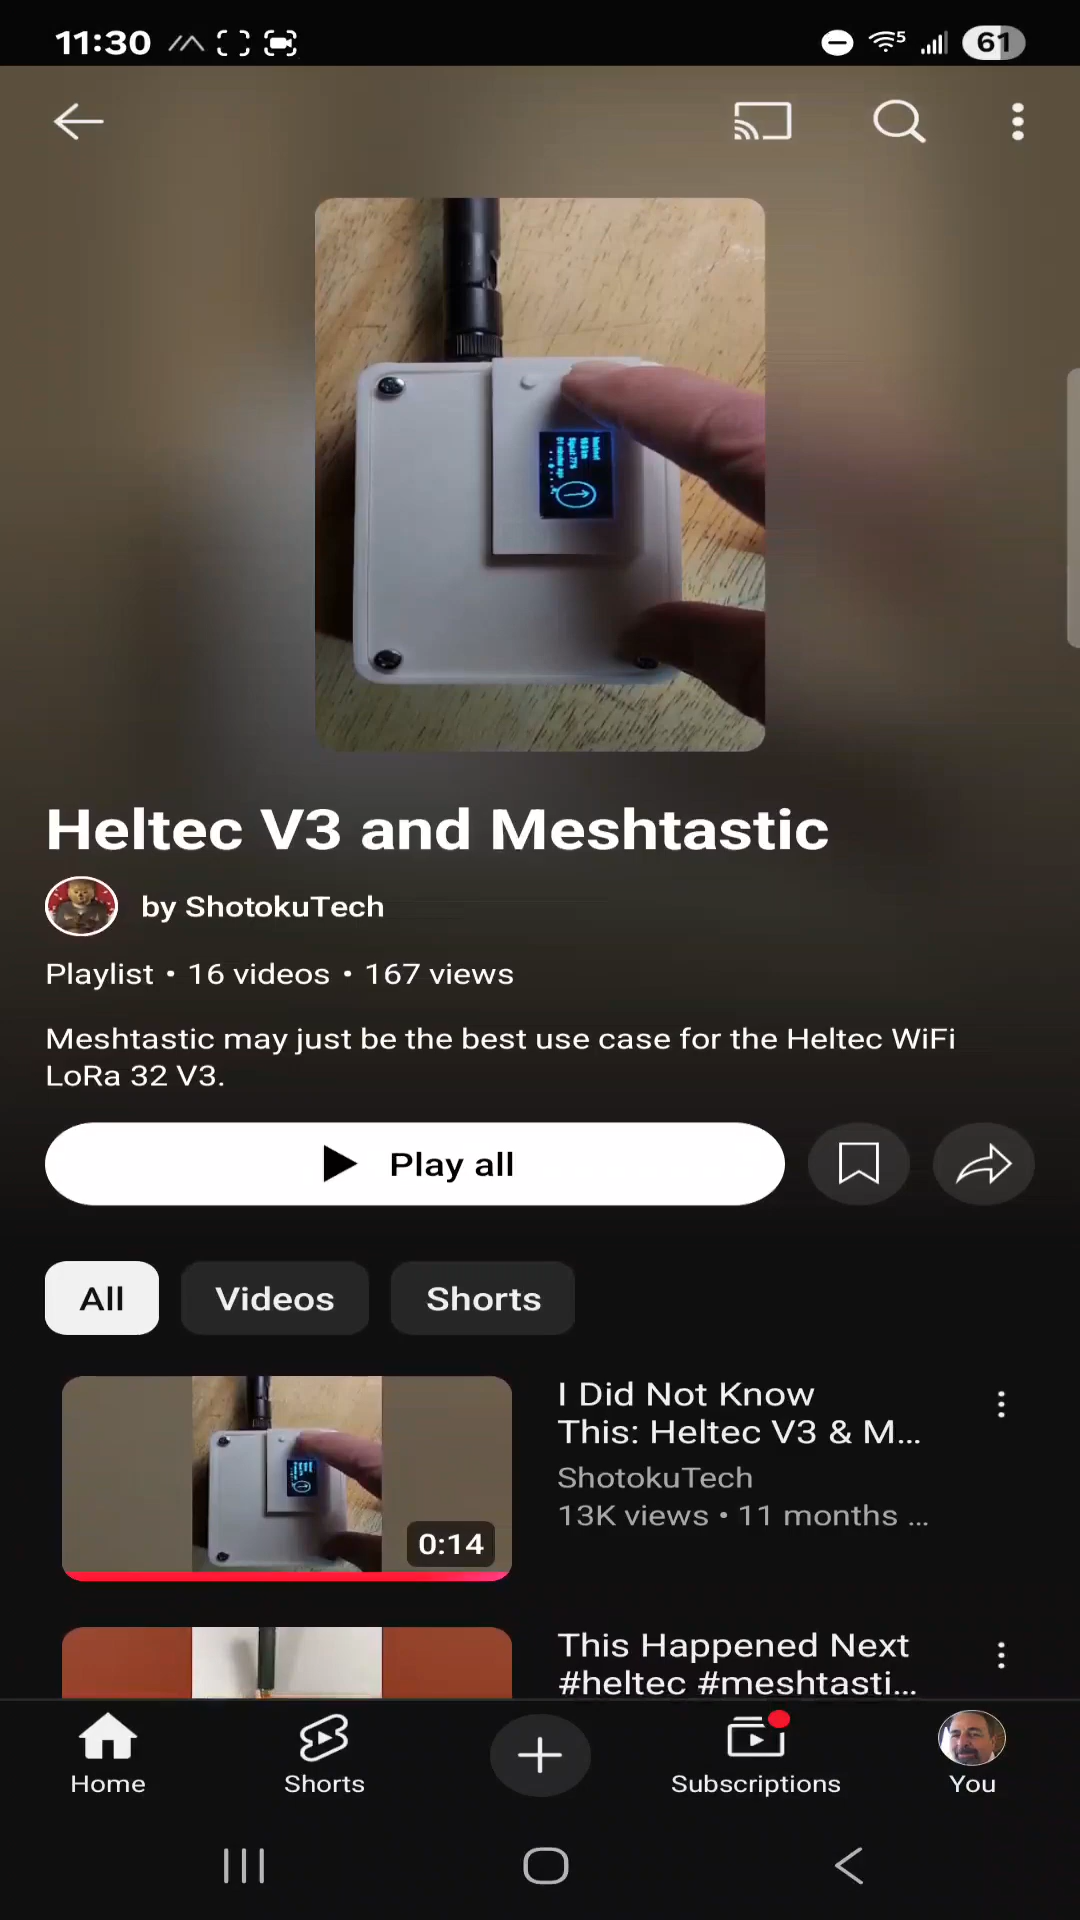 11:30
5
61
Heltec V3 and Meshtastic
by ShotokuTech
Playlist • 16 videos • 167 views
Meshtastic may just be the best use case for the Heltec WiFi
LoRa 32 V3.
Play all
All
Videos
Shorts
I Did Not Know
This: Heltec V3 & M...
ShotokuTech
13K views • 11 months ...
0:14
This Happened Next
#heltec #meshtasti...
Home
Shorts
Subscriptions
You